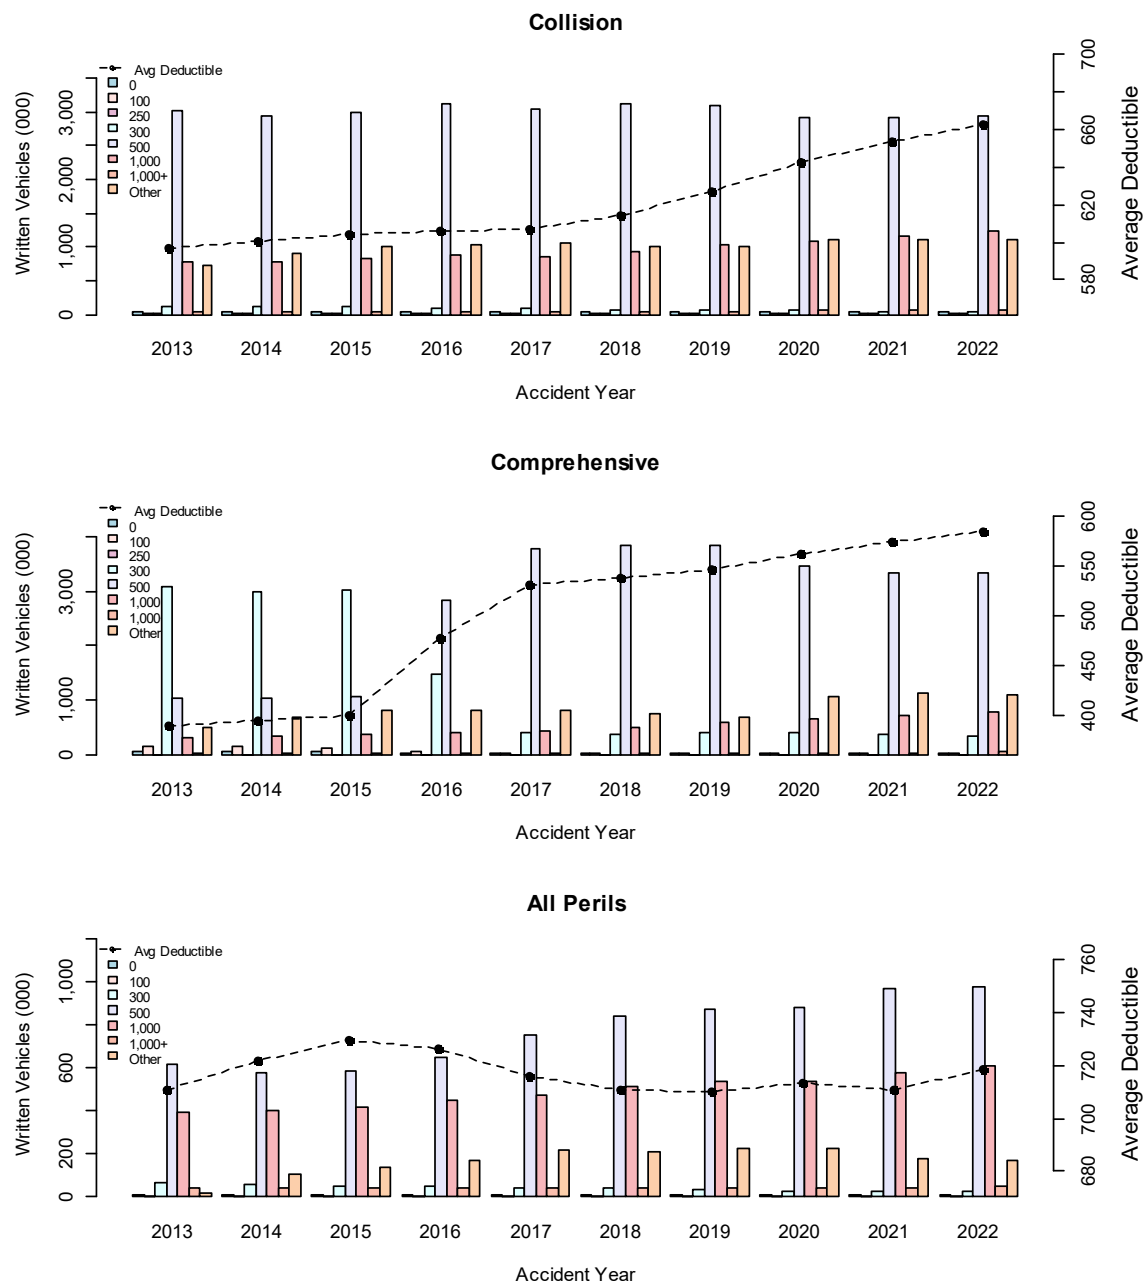 Collision
Written Vehicles (000)
3,000
2,000
1,000
0
Avg Deductible
0
100
250
300
500
1,000
1,000+
Other
700
660
620
580
Average Deductible
2013 2014 2015 2016 2017 2018 2019 2020 2021 2022
Accident Year
Comprehensive
Written Vehicles (000)
3,000
1,000
0
Avg Deductible
0
100
250
300
500
1,000
1,000
Other
600
550
500
450
400
Average Deductible
2013 2014 2015 2016 2017 2018 2019 2020 2021 2022
Accident Year
All Perils
Written Vehicles (000)
1,000
600
200
0
Avg Deductible
0
100
300
500
1,000
1,000+
Other
760
740
720
700
680
Average Deductible
2013 2014 2015 2016 2017 2018 2019 2020 2021 2022
Accident Year